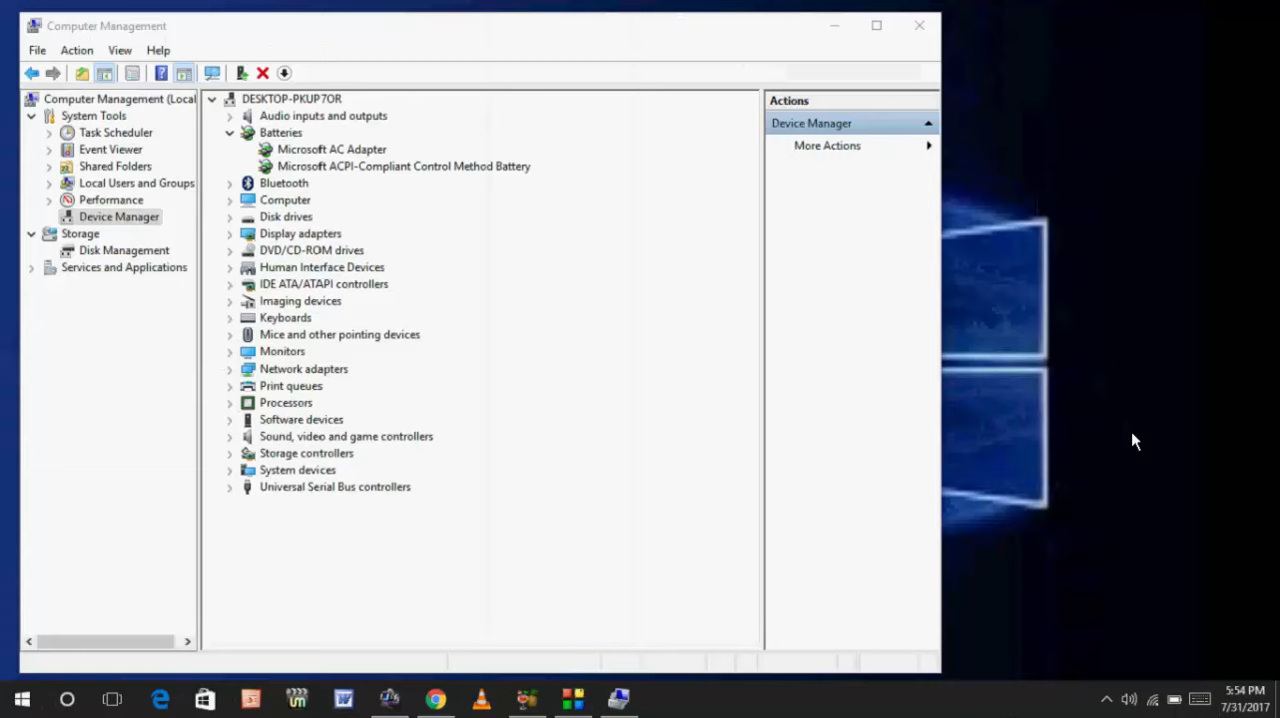 Computer Management
File Action View Help
Computer Management (Local
System Tools
Task Scheduler
Event Viewer
Shared Folders
Local Users and Groups
Performance
Device Manager
Storage
Disk Management
Services and Applications
DESKTOP-PKUP7OR
Audio inputs and outputs
Batteries
Microsoft AC Adapter
Microsoft ACPI-Compliant Control Method Battery
Bluetooth
Computer
Disk drives
Display adapters
DVD/CD-ROM drives
Human Interface Devices
IDE ATA/ATAPI controllers
Imaging devices
Keyboards
Mice and other pointing devices
Monitors
Network adapters
Print queues
Processors
Software devices
Sound, video and game controllers
Storage controllers
System devices
Universal Serial Bus controllers
Actions
Device Manager
More Actions
5:54 PM
7/31/2017